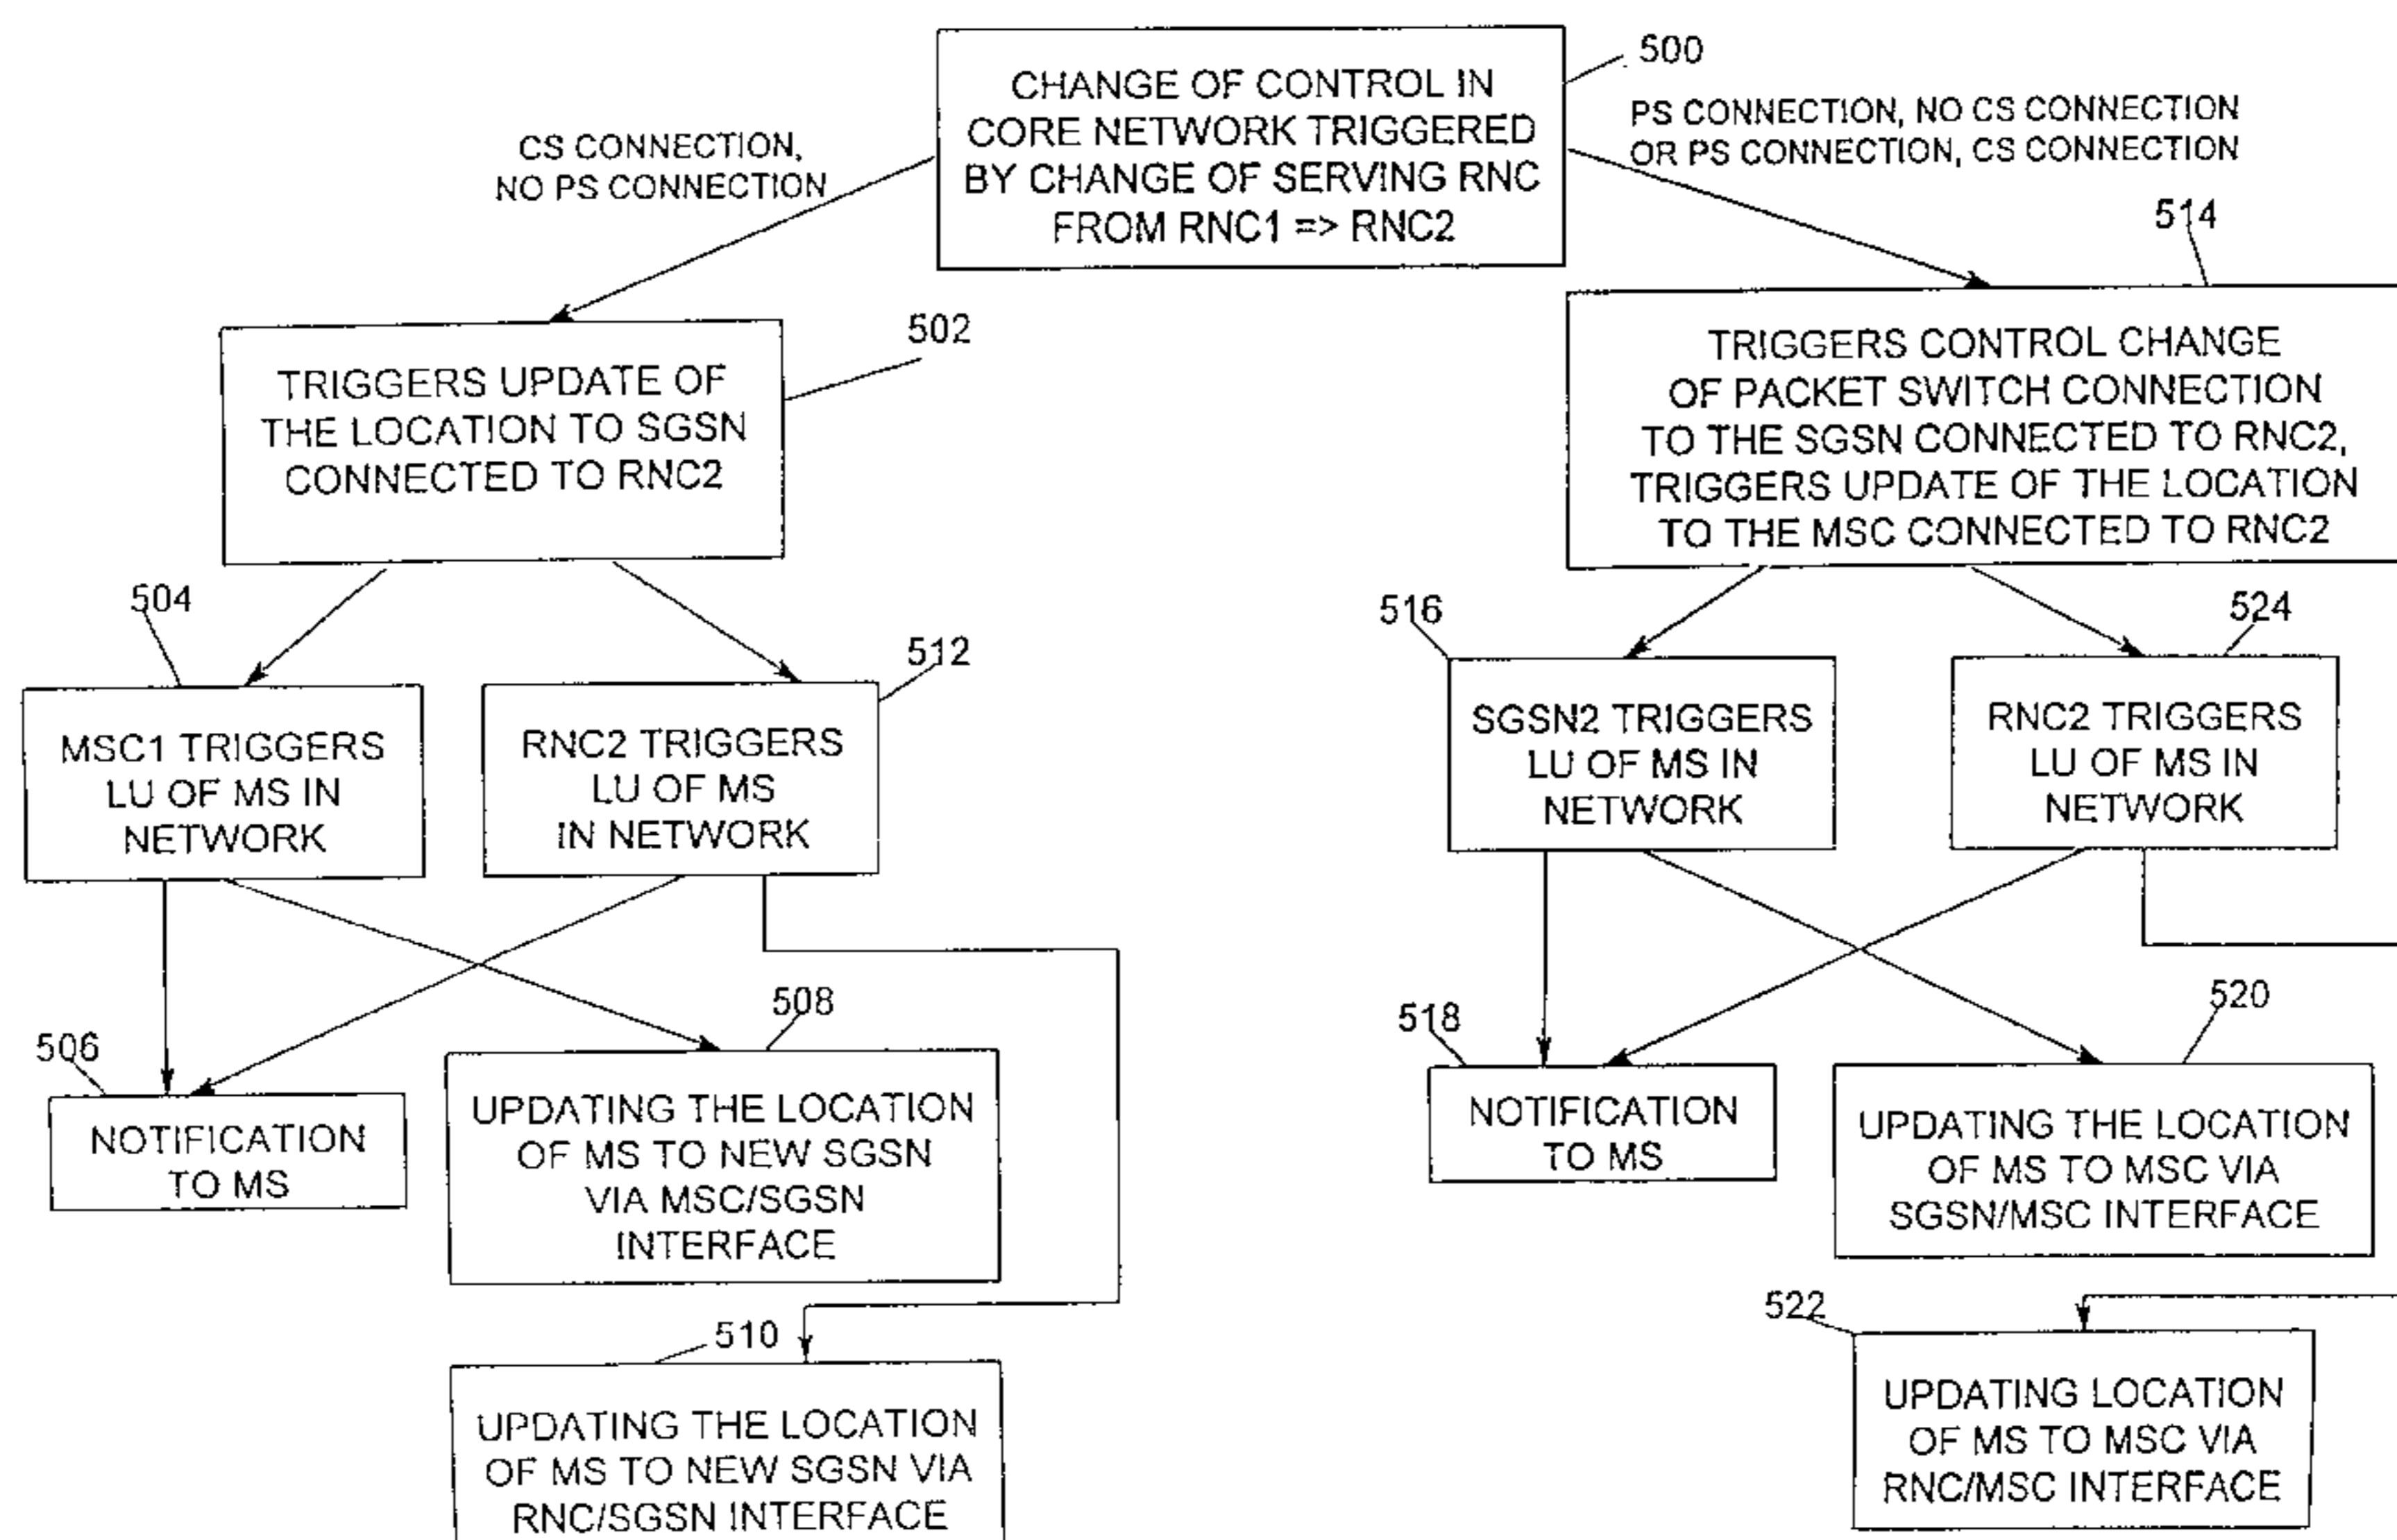 500
CHANGE OF CONTROL IN
CORE NETWORK TRIGGERED
BY CHANGE OF SERVING RNC
FROM RNC1 => RNC2
CS CONNECTION,
NO PS CONNECTION
PS CONNECTION, NO CS CONNECTION
OR PS CONNECTION, CS CONNECTION
502
TRIGGERS UPDATE OF
THE LOCATION TO SGSN
CONNECTED TO RNC2
514
TRIGGERS CONTROL CHANGE
OF PACKET SWITCH CONNECTION
TO THE SGSN CONNECTED TO RNC2,
TRIGGERS UPDATE OF THE LOCATION
TO THE MSC CONNECTED TO RNC2
504
MSC1 TRIGGERS
LU OF MS IN
NETWORK
512
RNC2 TRIGGERS
LU OF MS
IN NETWORK
516
SGSN2 TRIGGERS
LU OF MS IN
NETWORK
524
RNC2 TRIGGERS
LU OF MS IN
NETWORK
506
NOTIFICATION
TO MS
508
UPDATING THE LOCATION
OF MS TO NEW SGSN
VIA MSC/SGSN
INTERFACE
518
NOTIFICATION
TO MS
520
UPDATING THE LOCATION
OF MS TO MSC VIA
SGSN/MSC INTERFACE
510
UPDATING THE LOCATION
OF MS TO NEW SGSN VIA
RNC/SGSN INTERFACE
522
UPDATING LOCATION
OF MS TO MSC VIA
RNC/MSC INTERFACE